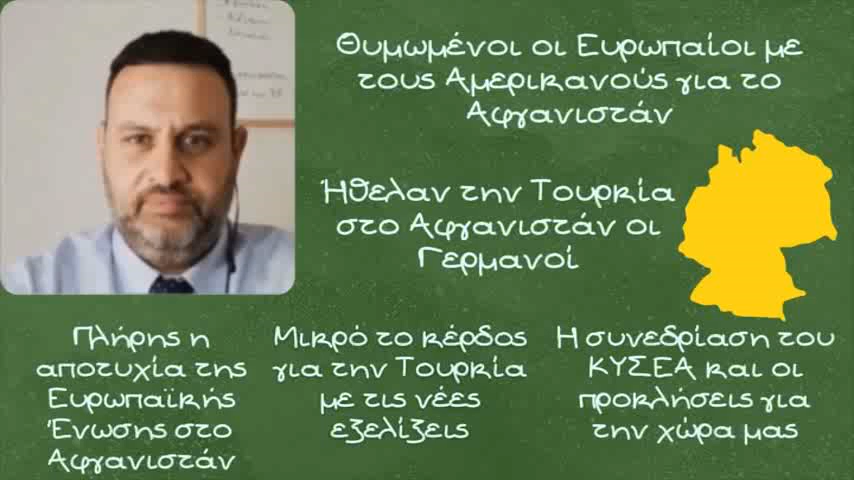 Θυμωμένοι οι Ευρωπαίοι με
τους Αμερικανούς για το
Αφγανιστάν
Ήθελαν την Τουρκία
στο Αφγανιστάν οι
Γερμανοί
Πλήρης η
αποτυχία της
Ευρωπαϊκής
Ένωσης στο
Αφγανιστάν
Μικρό το κέρδος
για την Τουρκία
με τις νέες
εξελίξεις
Η συνεδρίαση του
ΚΥΣΕΑ και οι
προκλήσεις για
την χώρα μας